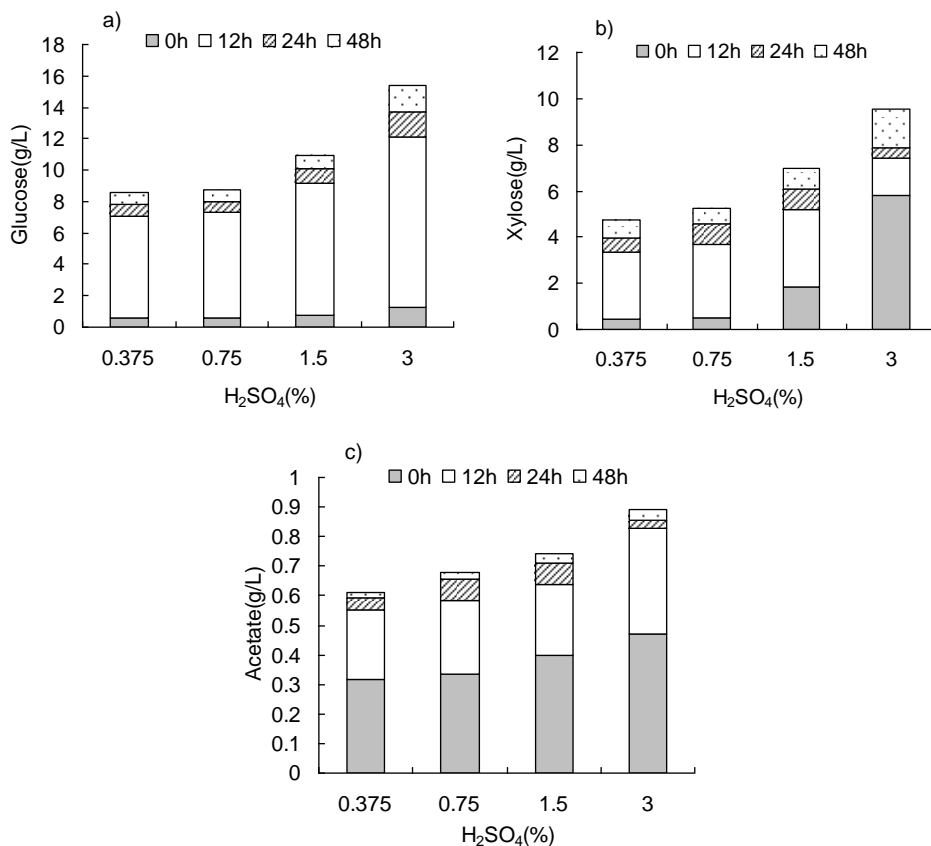 a)
0h 12h 24h 48h
18
16
14
12
10
8
6
4
2
0
Glucose(g/L)
0.375 0.75 1.5 3
H₂SO₄(%)
b)
0h 12h 24h 48h
12
10
8
6
4
2
0
Xylose(g/L)
0.375 0.75 1.5 3
H₂SO₄(%)
c)
0h 12h 24h 48h
1
0.9
0.8
0.7
0.6
0.5
0.4
0.3
0.2
0.1
0
Acetate(g/L)
0.375 0.75 1.5 3
H₂SO₄(%)